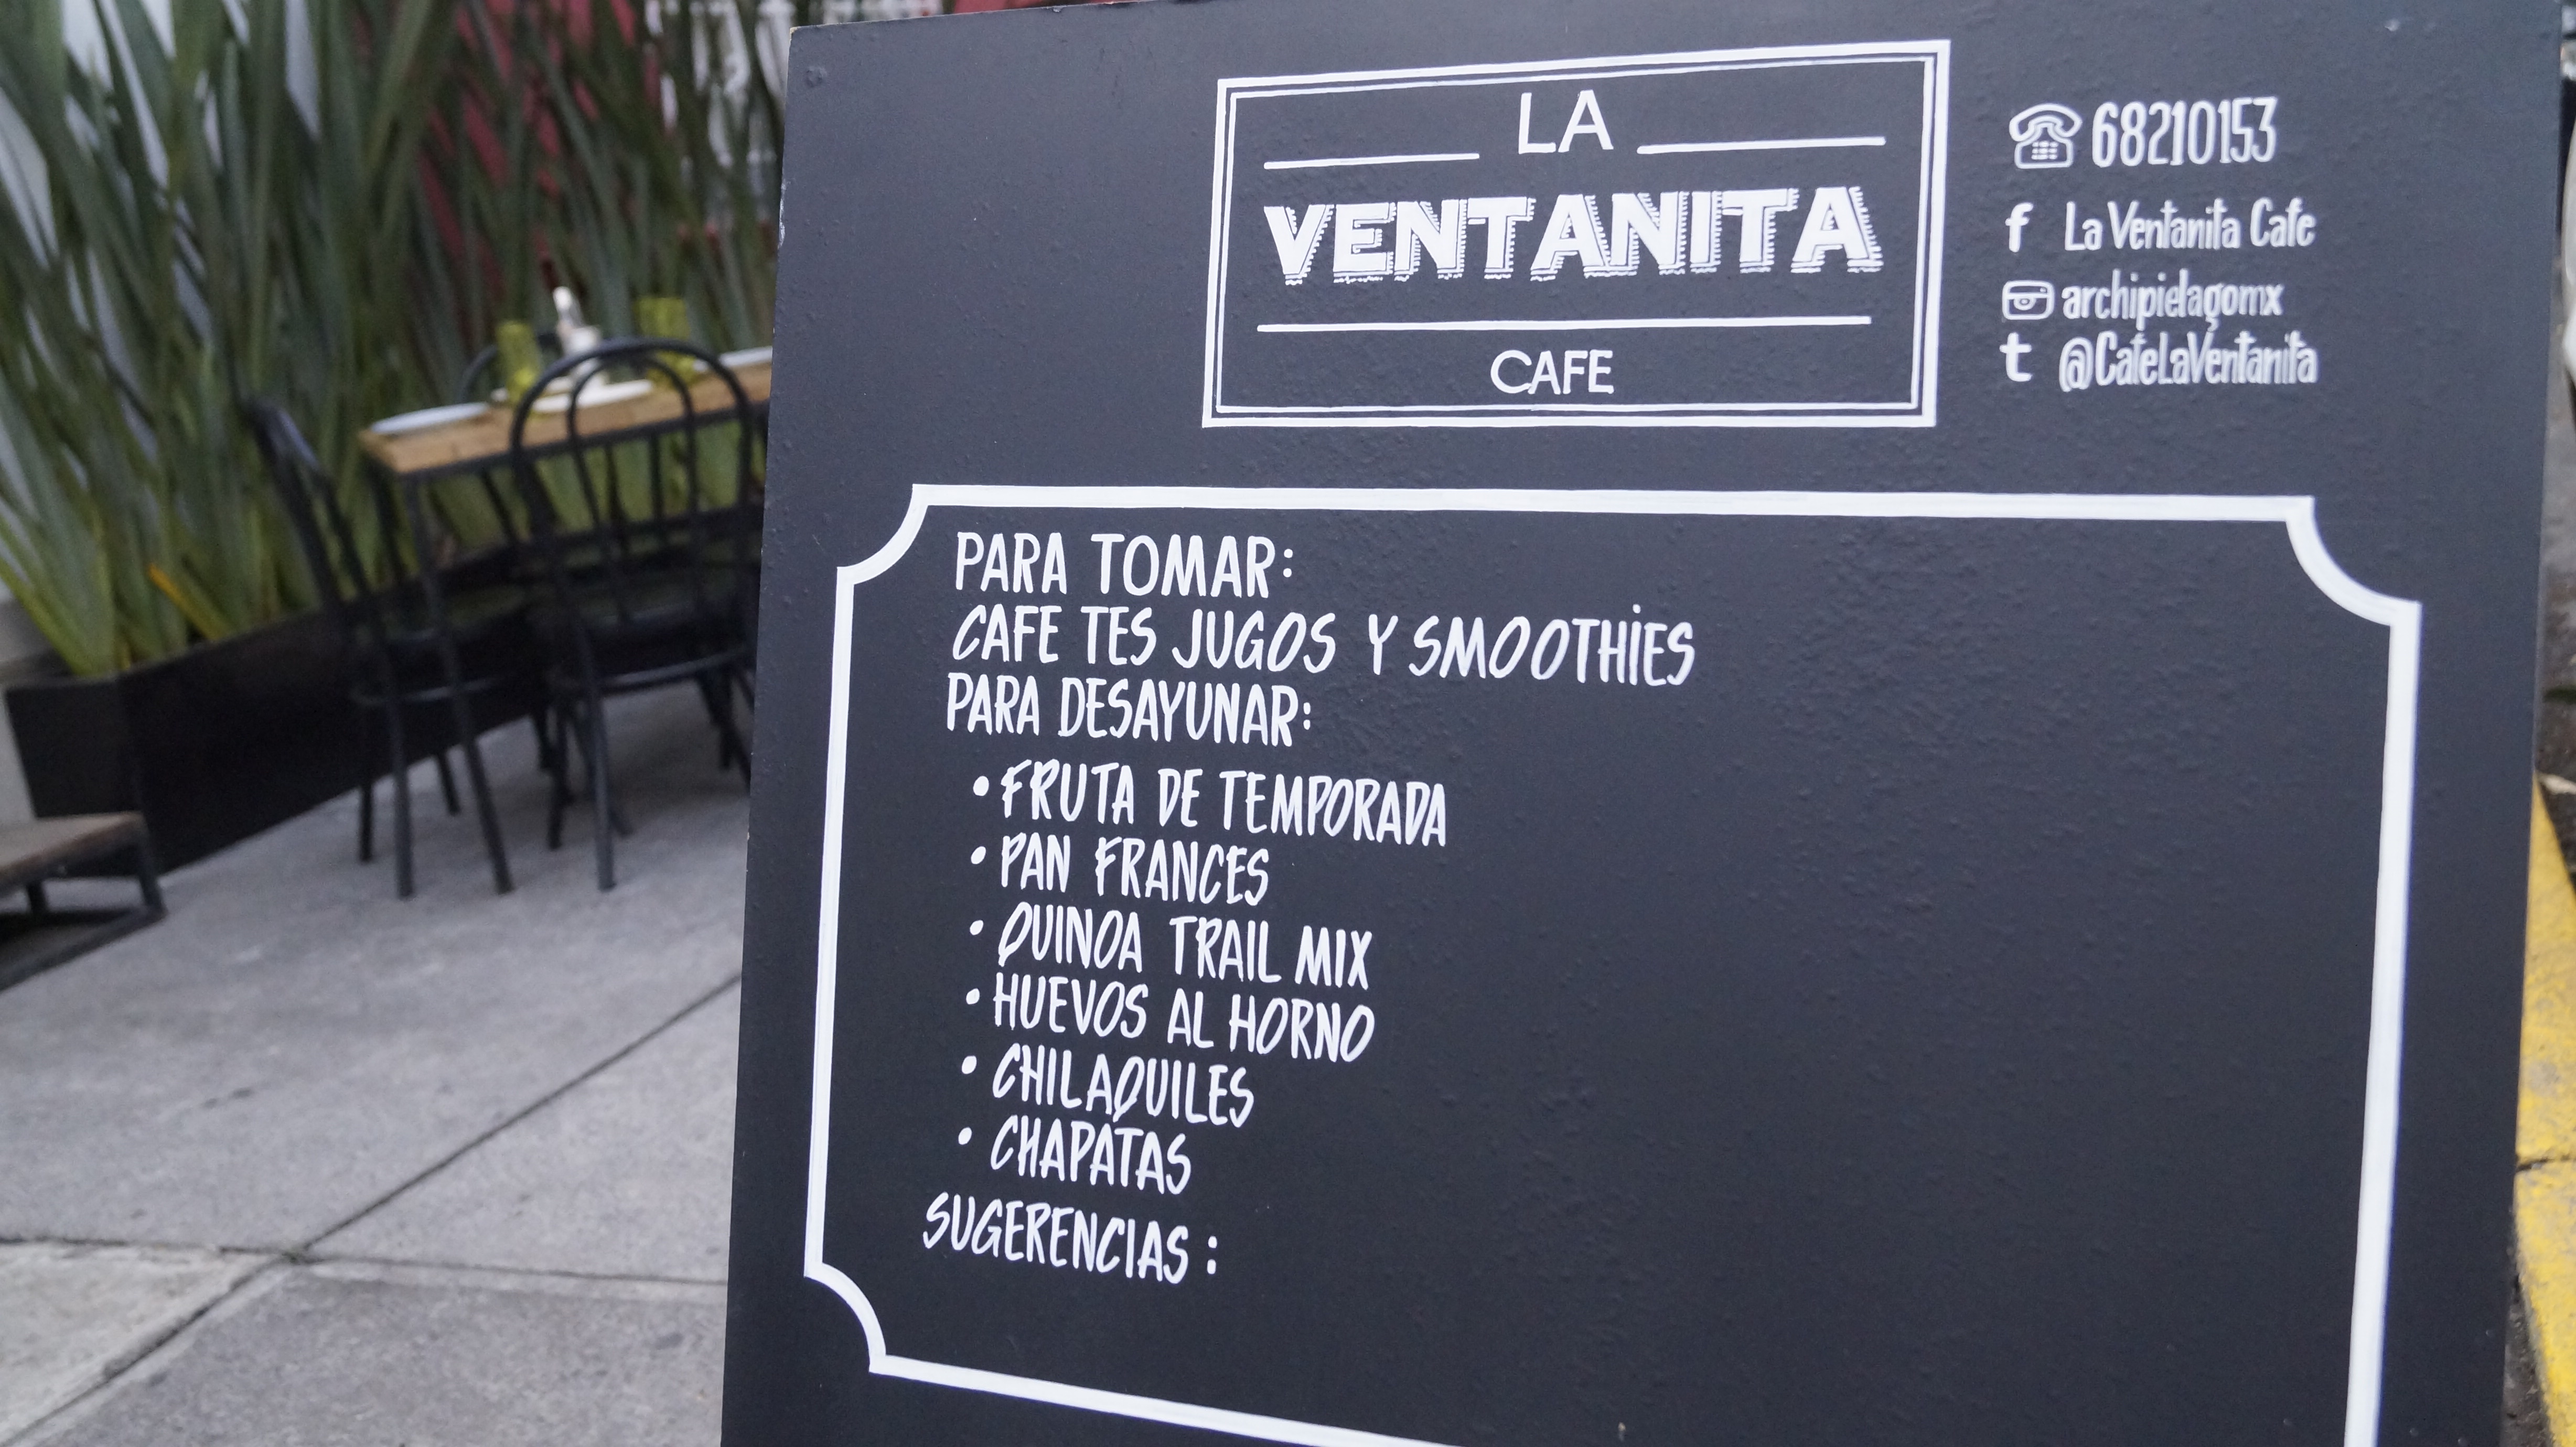 LA
VENTANITA
CAFE
68210153
f La Ventanita Cafe
archipielagomx
t @CafeLaVentanita
PARA TOMAR:
CAFE TES JUGOS Y SMOOTHiES
PARA DESAYUNAR:
• FRUTA DE TEMPORADA
• PAN FRANCES
• QUINOA TRAIL MIX
• HUEVOS AL HORNO
• CHILAQUILES
• CHAPATAS
SUGERENCIAS :